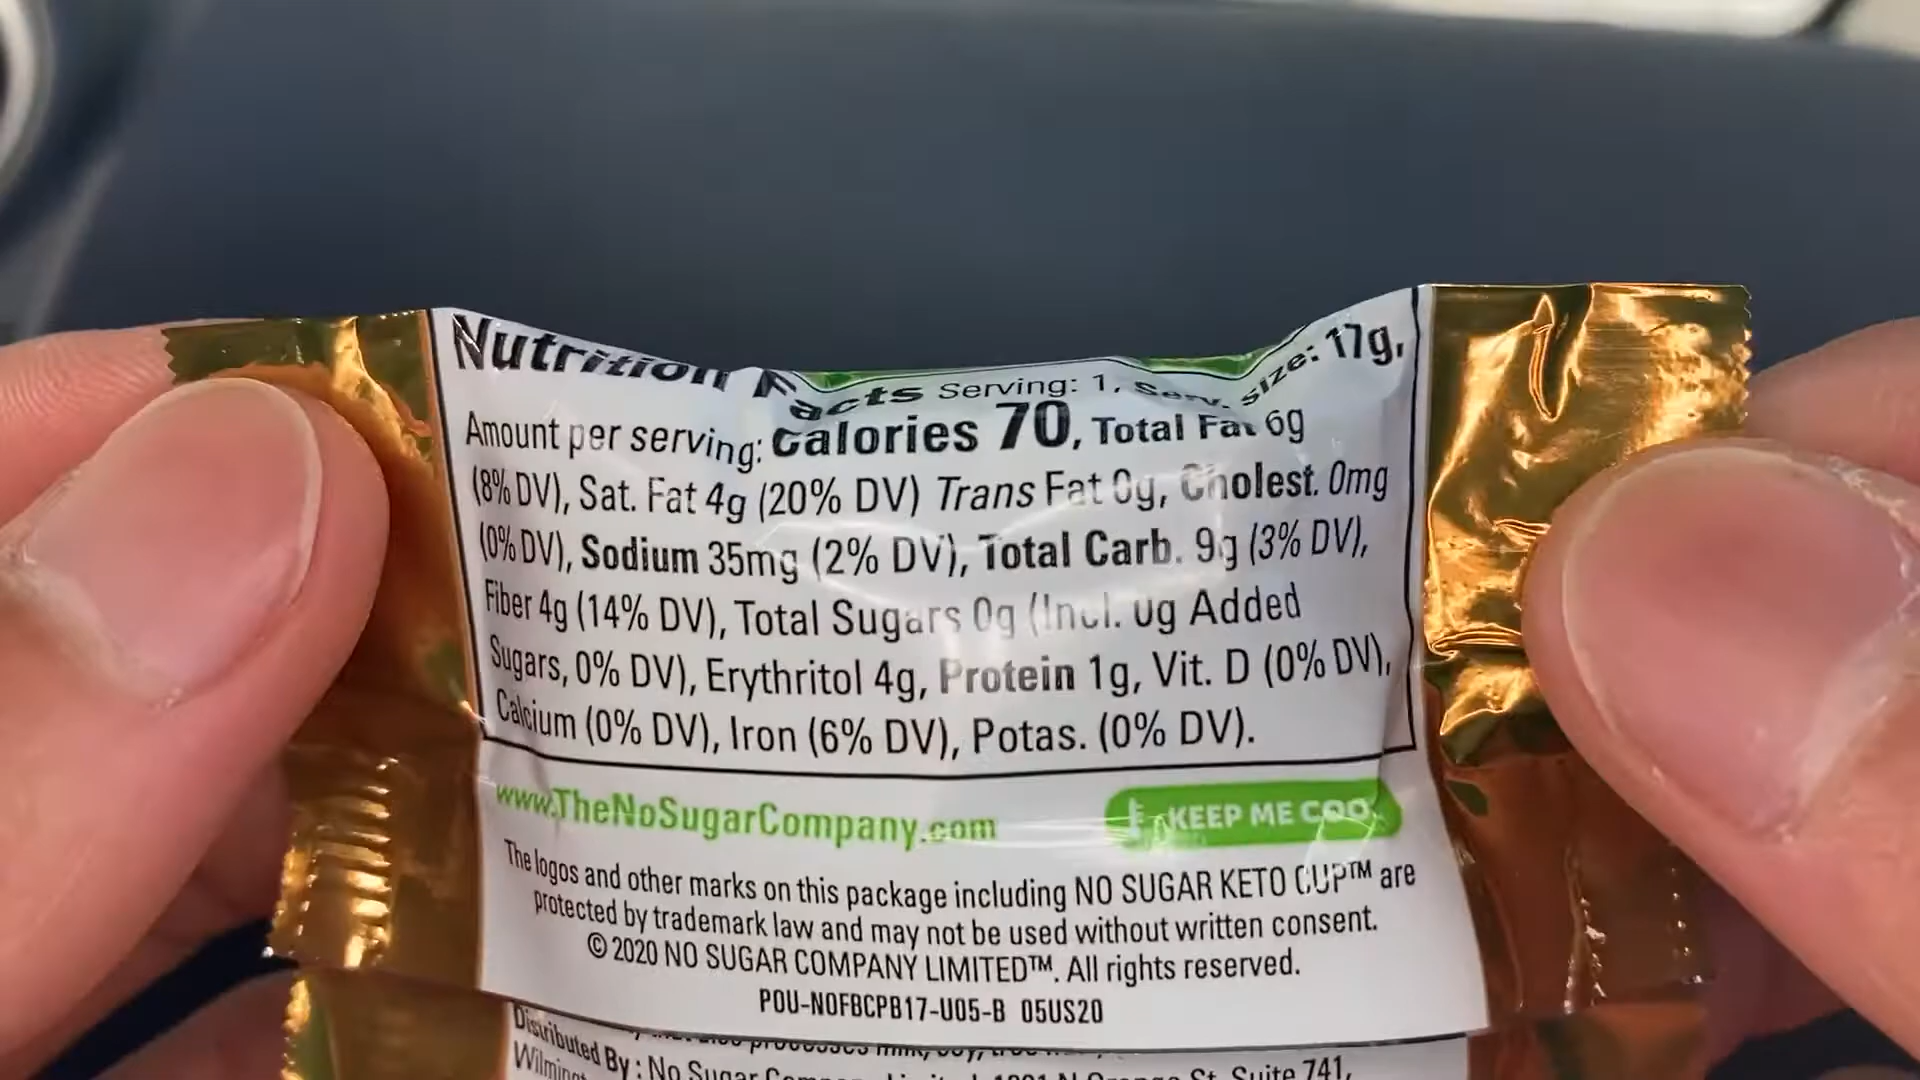 Nutrition Facts Serving: 1, Serv. size: 17g,
Amount per serving: Calories 70, Total Fat 6g
(8% DV), Sat. Fat 4g (20% DV) Trans Fat 0g, Cholest. 0mg
(0% DV), Sodium 35mg (2% DV), Total Carb. 9g (3% DV),
Fiber 4g (14% DV), Total Sugars 0g (Incl. 0g Added
Sugars, 0% DV), Erythritol 4g, Protein 1g, Vit. D (0% DV),
Calcium (0% DV), Iron (6% DV), Potas. (0% DV).
www.TheNoSugarCompany.com
KEEP ME COO
The logos and other marks on this package including NO SUGAR KETO CUP™ are
protected by trademark law and may not be used without written consent.
© 2020 NO SUGAR COMPANY LIMITED™. All rights reserved.
POU-NOFBCPB17-U05-B 05US20
processes milk, soy,
Distributed By: No Sugar St. Suite 741,